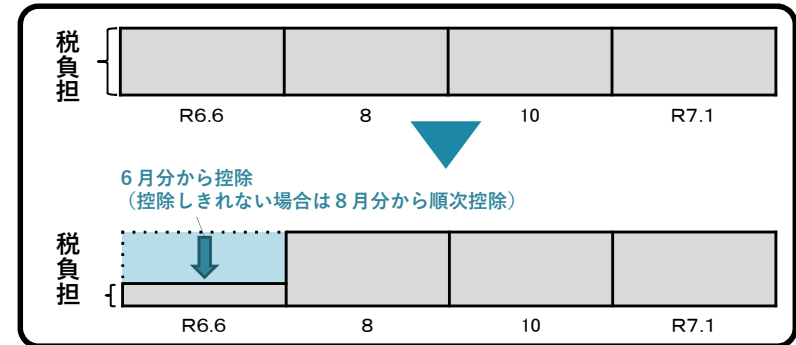 税負担
R6.6 8 10 R7.1
６月分から控除
（控除しきれない場合は８月分から順次控除）
税負担
R6.6 8 10 R7.1